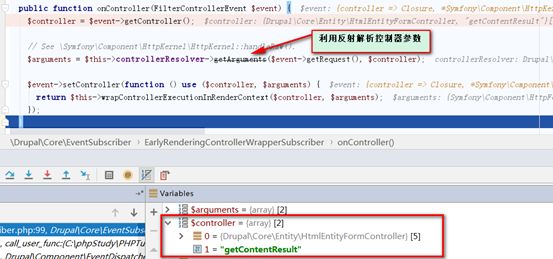 public function onController(FilterControllerEvent $event) { $event: {controller => Closure, *Symfony\Component\Http
$controller = $event->getController(); $controller: {Drupal\Core\Entity\HtmlEntityFormController, "getContentResult"}[
利用反射解析控制器参数
// See \Symfony\Component\HttpKernel\HttpKernel::handleRaw().
$arguments = $this->controllerResolver->getArguments($event->getRequest(), $controller); controllerResolver: Drupal
$event->setController(function () use ($controller, $arguments) { $event: {controller => Closure, *Symfony\Compone
return $this->wrapControllerExecutionInRenderContext($controller, $arguments); $arguments: {Symfony\Component\HttpFo
});
\Drupal\Core\EventSubscriber › EarlyRenderingControllerWrapperSubscriber › onController()
Variables
iber.php:99, Drupal\Core\EventSubs
, call_user_func:{C:\phpStudy\PHPTu
, Drupal\Component\EventDispatche
$arguments = {array} [2]
$controller = {array} [2]
0 = {Drupal\Core\Entity\HtmlEntityFormController} [5]
1 = "getContentResult"